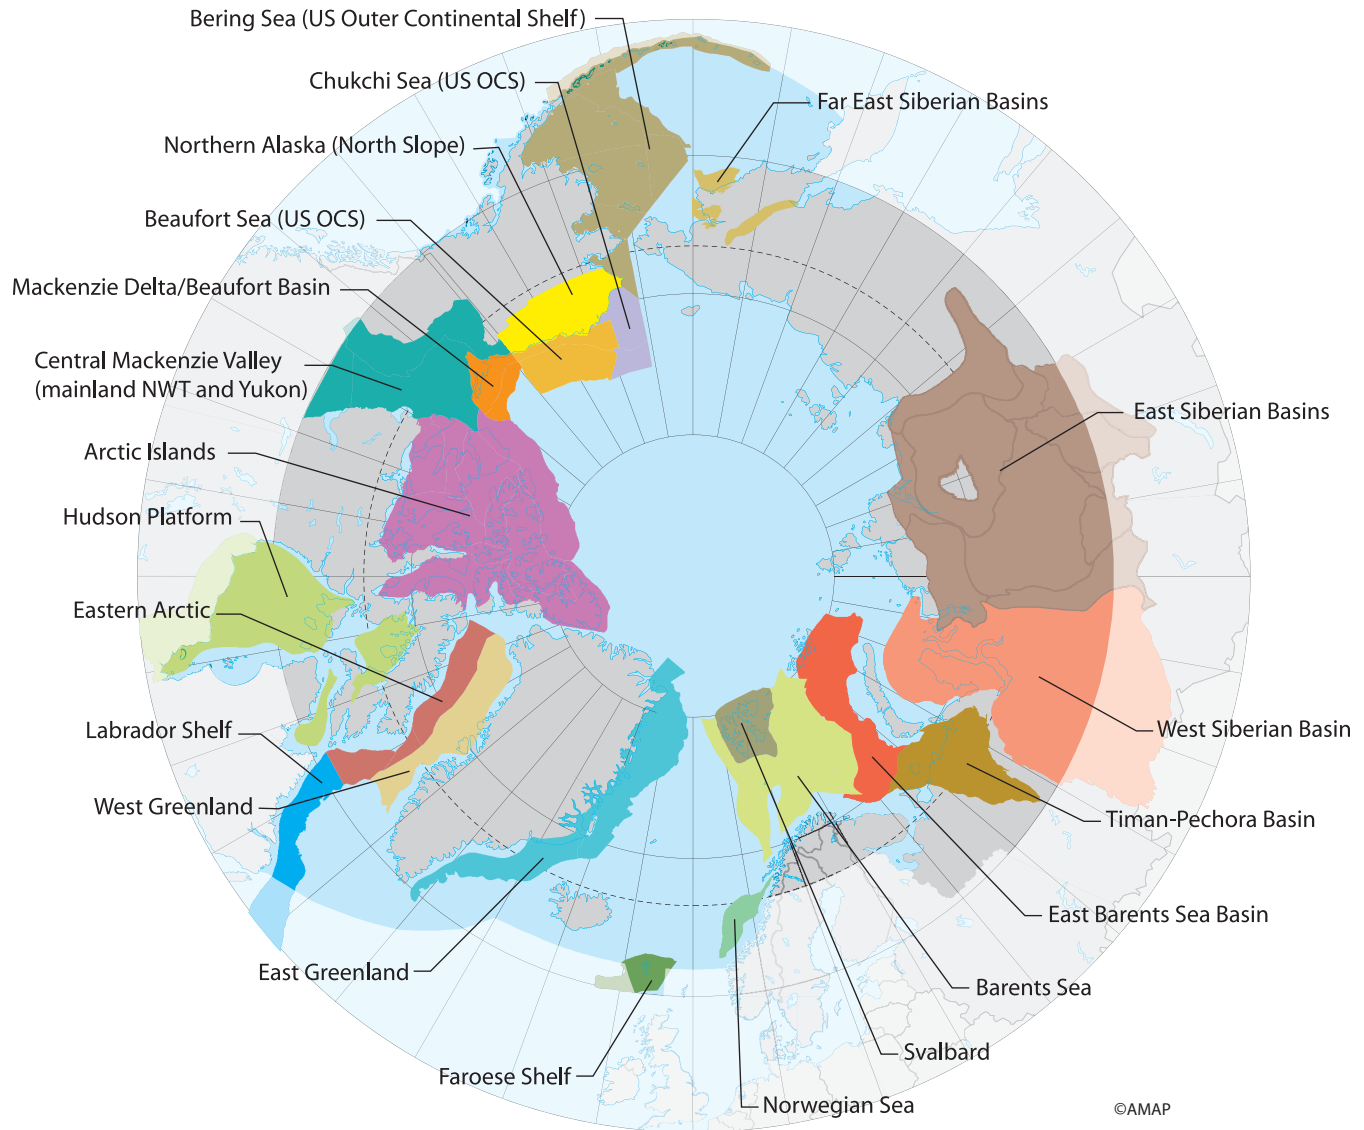 Bering Sea (US Outer Continental Shelf)
Chukchi Sea (US OCS)
Far East Siberian Basins
Northern Alaska (North Slope)
Beaufort Sea (US OCS)
Mackenzie Delta/Beaufort Basin
Central Mackenzie Valley
(mainland NWT and Yukon)
East Siberian Basins
Arctic Islands
Hudson Platform
Eastern Arctic
Labrador Shelf
West Siberian Basin
West Greenland
Timan-Pechora Basin
East Barents Sea Basin
East Greenland
Barents Sea
Svalbard
Faroese Shelf
Norwegian Sea
©AMAP